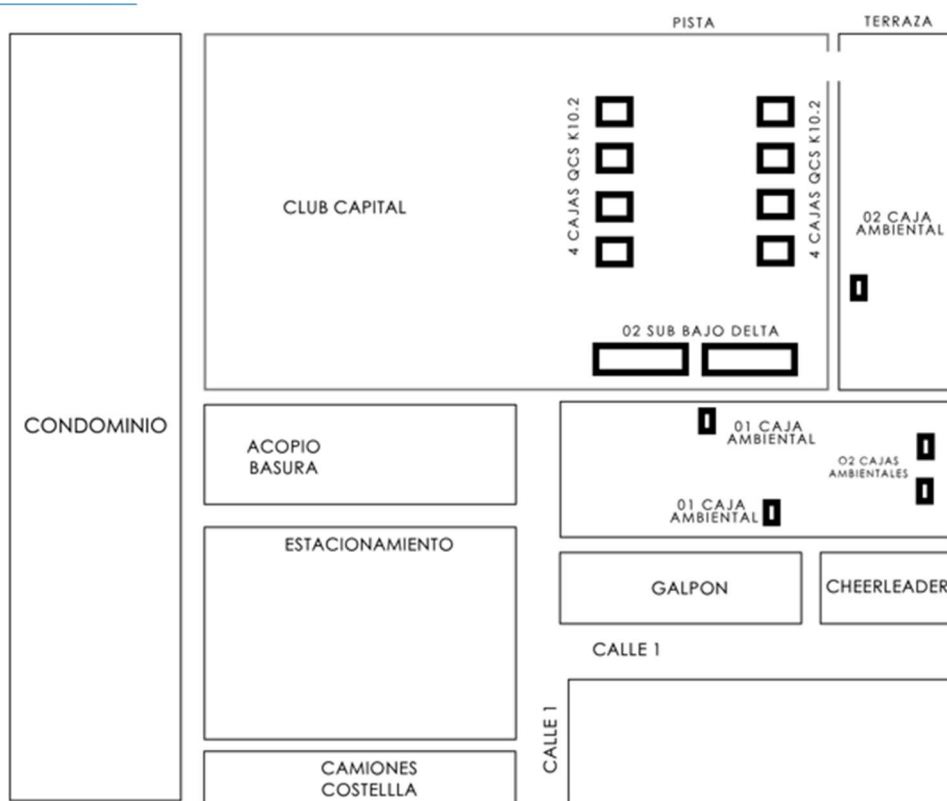 PISTA
TERRAZA
4 CAJAS QCS K10.2
4 CAJAS QCS K10.2
CLUB CAPITAL
02 CAJA
AMBIENTAL
02 SUB BAJO DELTA
CONDOMINIO
ACOPIO
BASURA
01 CAJA
AMBIENTAL
O2 CAJAS
AMBIENTALES
01 CAJA
AMBIENTAL
ESTACIONAMIENTO
GALPON
CHEERLEADER
CALLE 1
CALLE 1
CAMIONES
COSTELLLA